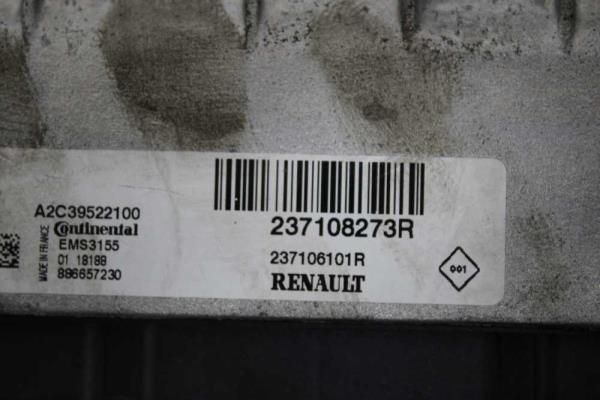 A2C39522100
Continental
EMS3155
01 18188
886657230
MADE IN FRANCE
237108273R
237106101R
RENAULT
001